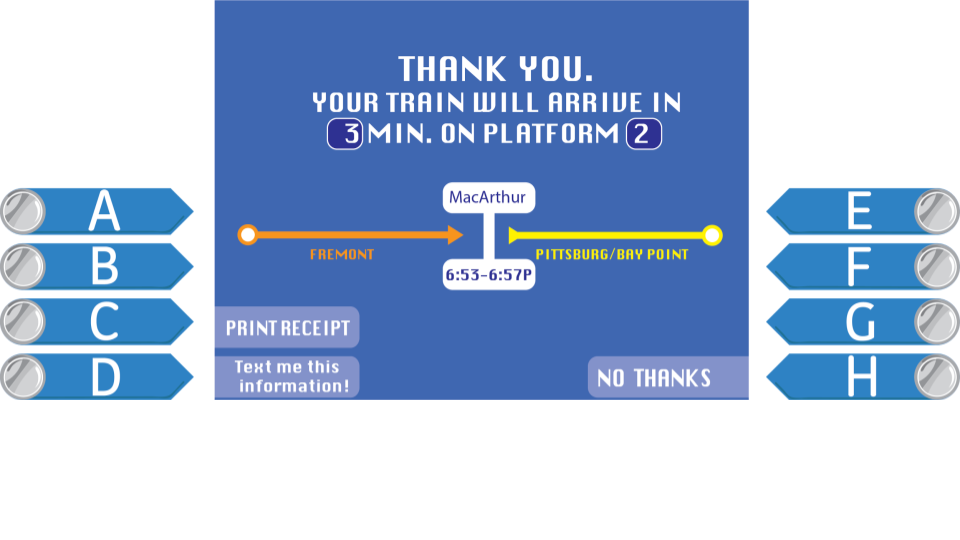 THANK YOU.
YOUR TRAIN WILL ARRIVE IN
3 MIN. ON PLATFORM 2
MacArthur
FREMONT
PITTSBURG/BAY POINT
6:53-6:57P
PRINT RECEIPT
Text me this
information!
NO THANKS
A
B
C
D
E
F
G
H